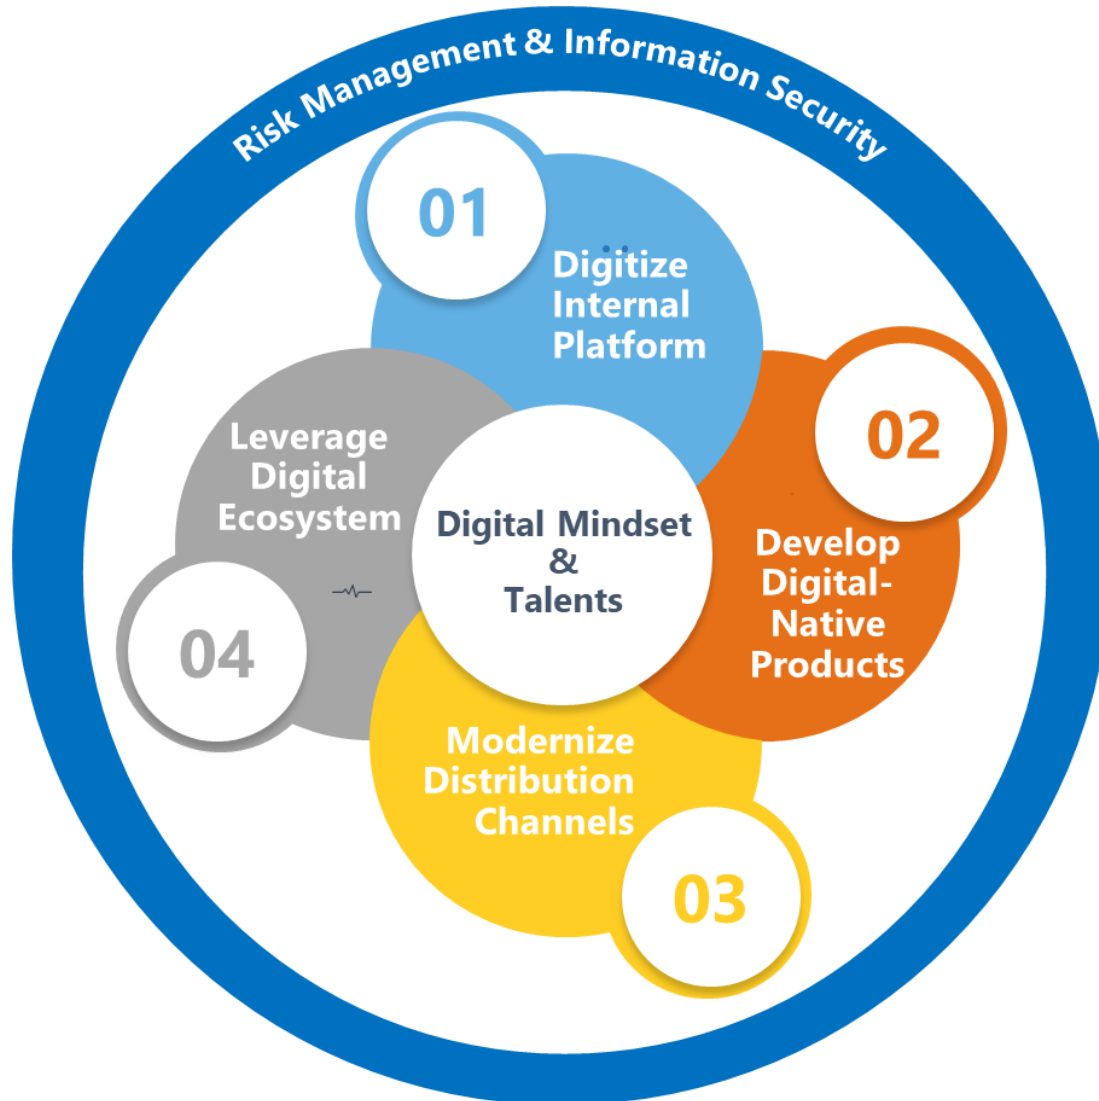 Risk Management & Information Security
01
Digitize
Internal
Platform
02
Develop
Digital-
Native
Products
03
Modernize
Distribution
Channels
04
Leverage
Digital
Ecosystem
Digital Mindset
&
Talents